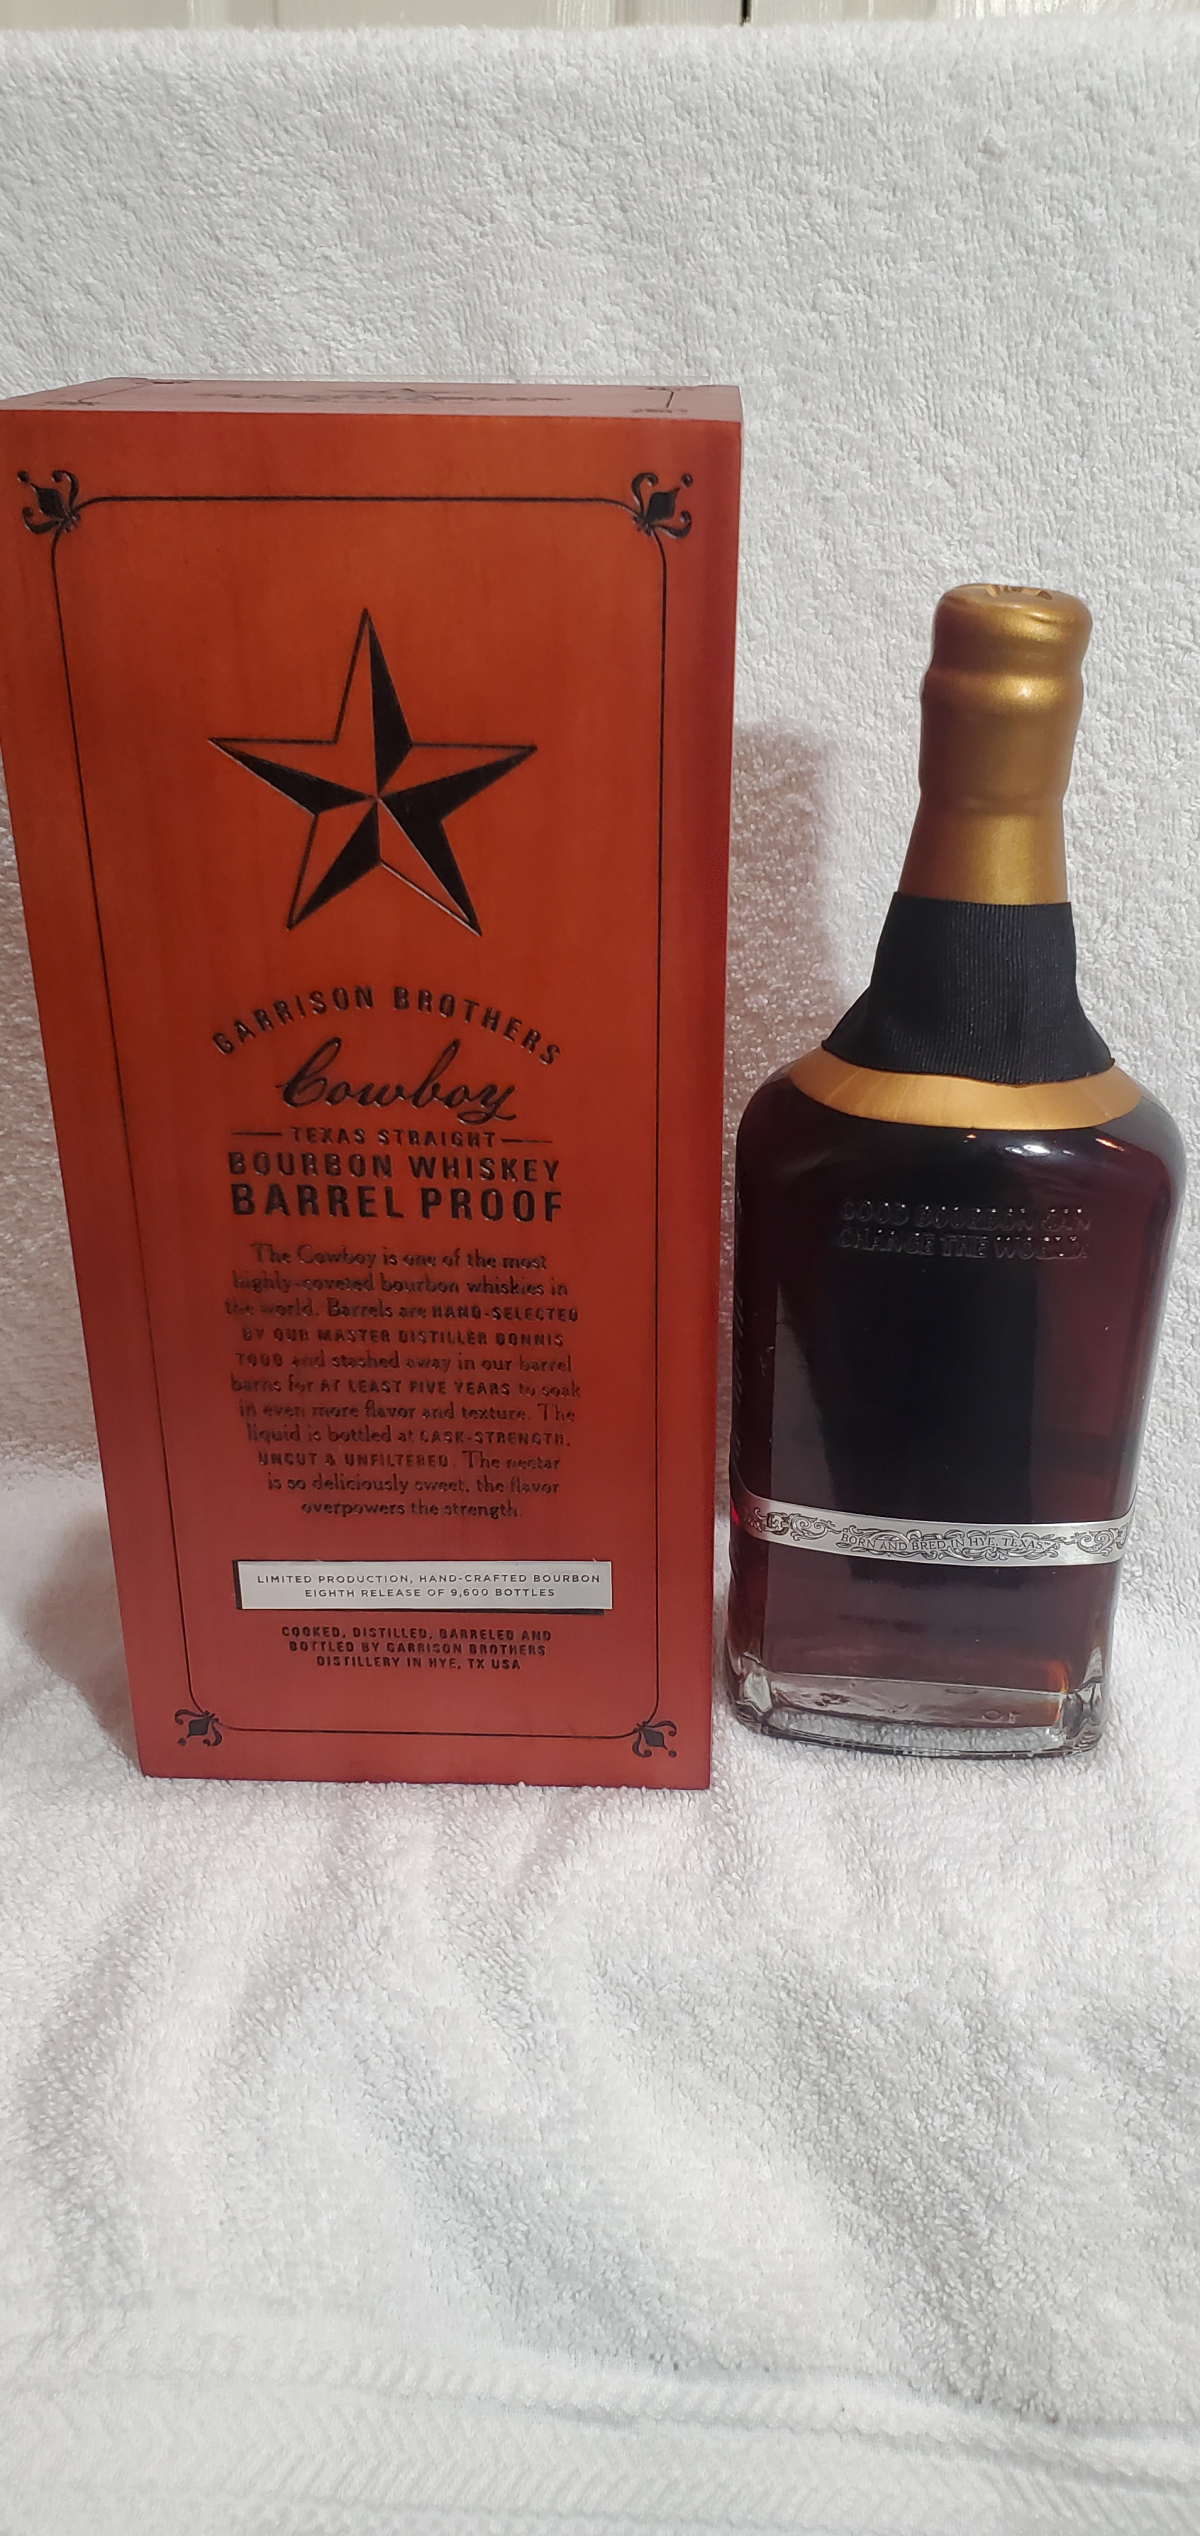 GARRISON BROTHERS
Cowboy
TEXAS STRAIGHT
BOURBON WHISKEY
BARREL PROOF
The Cowboy is one of the most
highly-coveted bourbon whiskies in
the world. Barrels are HAND-SELECTED
BY OUR MASTER DISTILLER DONNIS
TODD and stashed away in our barrel
barns for AT LEAST FIVE YEARS to soak
in even more flavor and texture. The
liquid is bottled at CASK-STRENGTH,
UNCUT & UNFILTERED. The nectar
is so deliciously sweet, the flavor
overpowers the strength.
LIMITED PRODUCTION, HAND-CRAFTED BOURBON
EIGHTH RELEASE OF 9,600 BOTTLES
COOKED, DISTILLED, BARRELED AND
BOTTLED BY GARRISON BROTHERS
DISTILLERY IN HYE, TX USA
GOOD BOURBON CAN
CHANGE THE WORLD.
BORN AND BRED IN HYE, TEXAS™